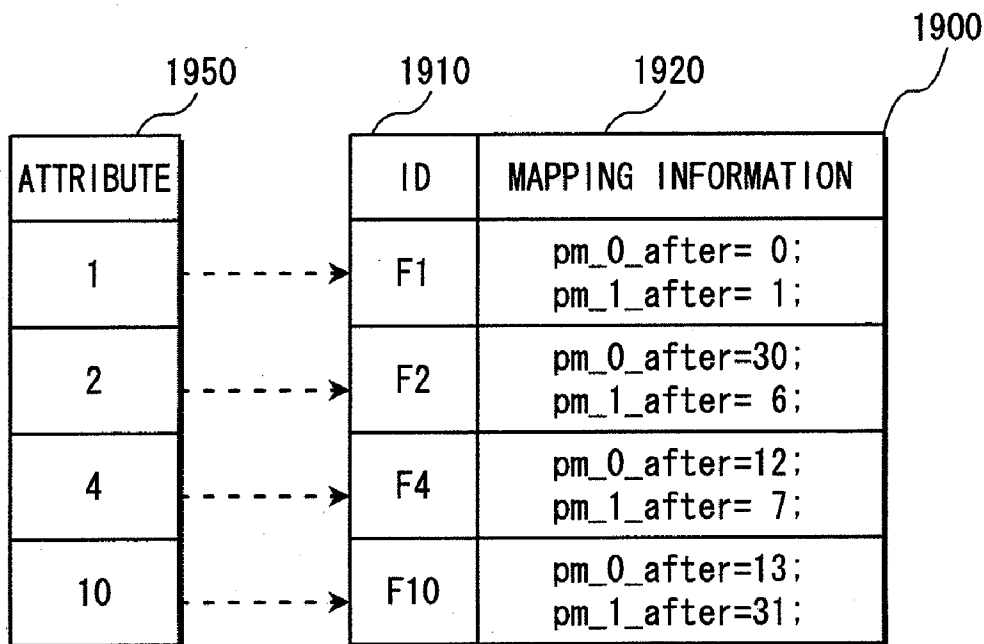 1900
1950 1910 1920
ATTRIBUTE ID MAPPING INFORMATION
1 F1 pm_0_after= 0;
pm_1_after= 1;
2 F2 pm_0_after=30;
pm_1_after= 6;
4 F4 pm_0_after=12;
pm_1_after= 7;
10 F10 pm_0_after=13;
pm_1_after=31;